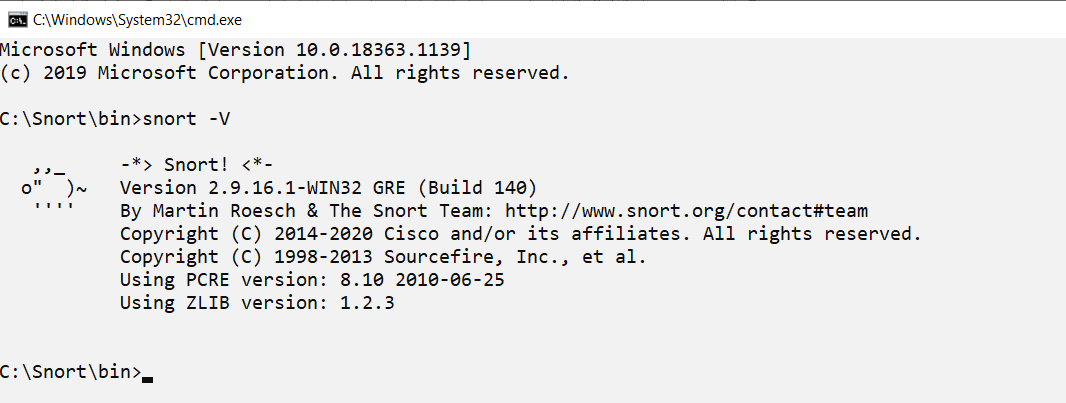 C:\Windows\System32\cmd.exe
Microsoft Windows [Version 10.0.18363.1139]
(c) 2019 Microsoft Corporation. All rights reserved.
C:\Snort\bin>snort -V
   ,,_     -*> Snort! <*-
  o"  )~   Version 2.9.16.1-WIN32 GRE (Build 140)
   ''''    By Martin Roesch & The Snort Team: http://www.snort.org/contact#team
           Copyright (C) 2014-2020 Cisco and/or its affiliates. All rights reserved.
           Copyright (C) 1998-2013 Sourcefire, Inc., et al.
           Using PCRE version: 8.10 2010-06-25
           Using ZLIB version: 1.2.3
C:\Snort\bin>